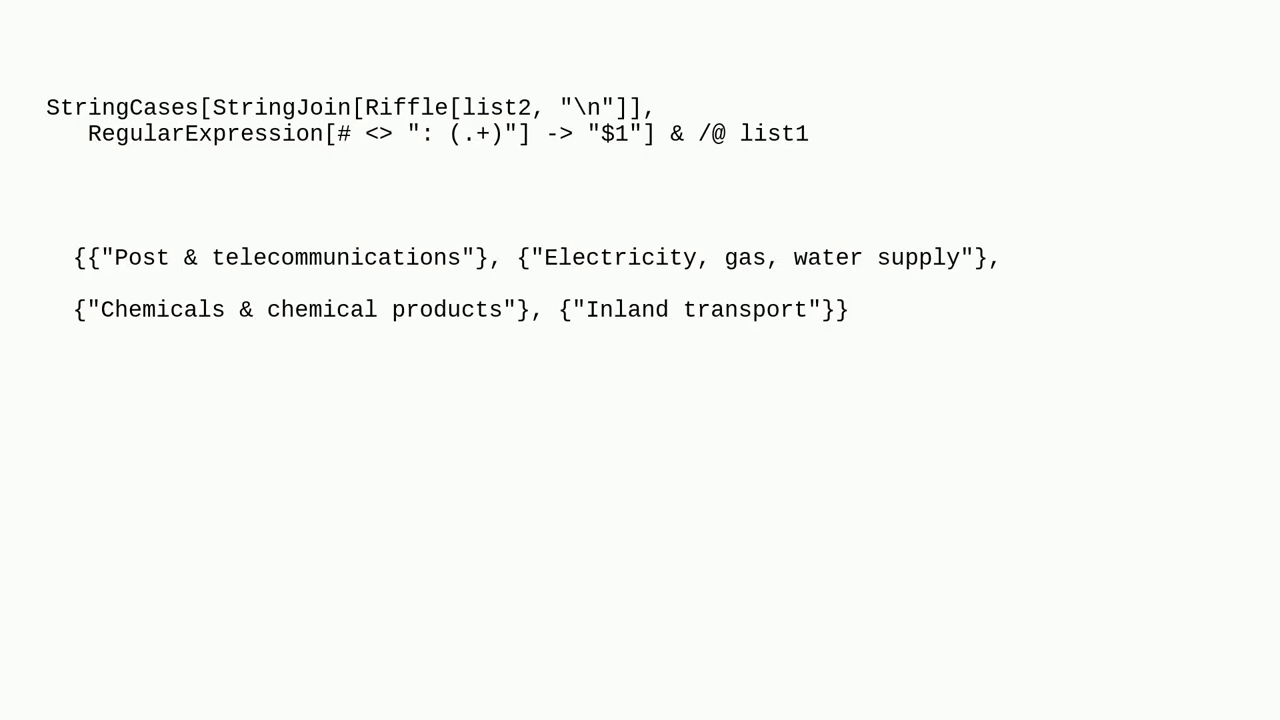 StringCases[StringJoin[Riffle[list2, "\n"]],
RegularExpression[# <> ": (.+)"] -> "$1"] & /@ list1
{{"Post & telecommunications"}, {"Electricity, gas, water supply"},
{"Chemicals & chemical products"}, {"Inland transport"}}